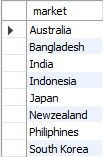 market
Australia
Bangladesh
India
Indonesia
Japan
Newzealand
Philiphines
South Korea